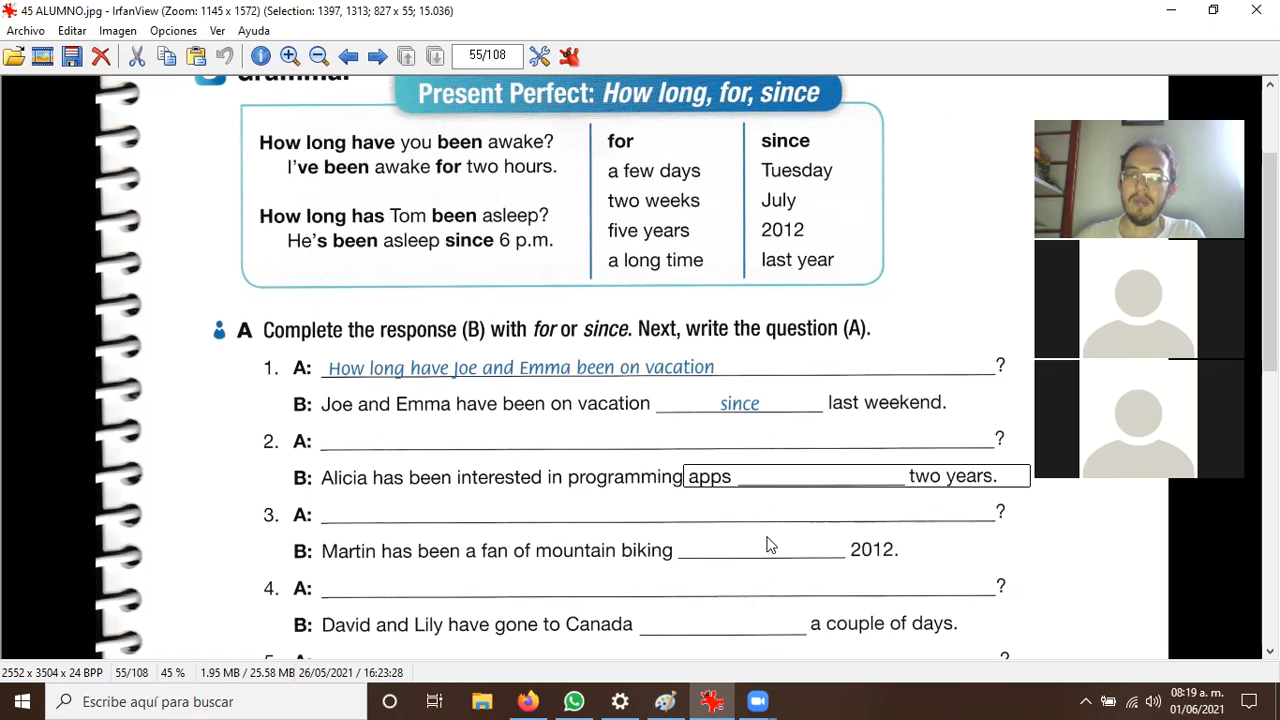 45 ALUMNO.jpg - IrfanView (Zoom: 1145 x 1572) (Selection: 1397, 1313; 827 x 55; 15.036)
Archivo Editar Imagen Opciones Ver Ayuda
55/108
Grammar
Present Perfect: How long, for, since
How long have you been awake?
I've been awake for two hours.
How long has Tom been asleep?
He's been asleep since 6 p.m.
for
a few days
two weeks
five years
a long time
since
Tuesday
July
2012
last year
A Complete the response (B) with for or since. Next, write the question (A).
1. A: How long have Joe and Emma been on vacation ?
B: Joe and Emma have been on vacation since last weekend.
2. A: ?
B: Alicia has been interested in programming apps two years.
3. A: ?
B: Martin has been a fan of mountain biking 2012.
4. A: ?
B: David and Lily have gone to Canada a couple of days.
2552 x 3504 x 24 BPP 55/108 45 % 1.95 MB / 25.58 MB 26/05/2021 / 16:23:28
Escribe aquí para buscar
08:19 a. m.
01/06/2021